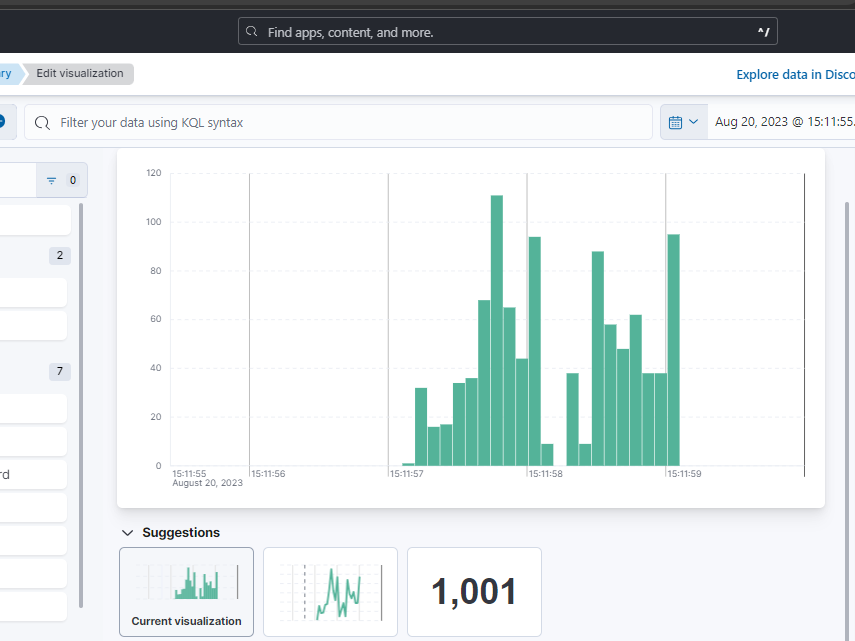 Find apps, content, and more.
^/
ry
Edit visualization
Explore data in Disco
Filter your data using KQL syntax
Aug 20, 2023 @ 15:11:55.
0
2
7
rd
120
100
80
60
40
20
0
15:11:55
15:11:56
15:11:57
15:11:58
15:11:59
August 20, 2023
Suggestions
Current visualization
1,001